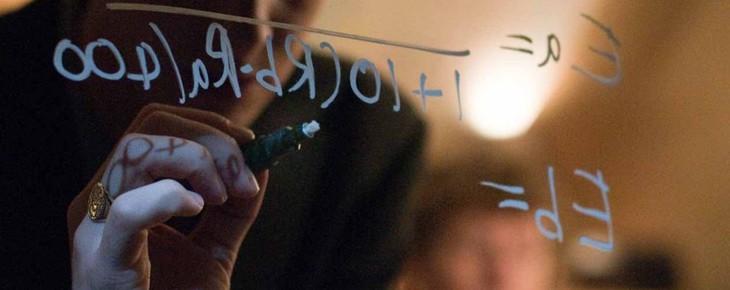 Ea =
1+10(Rb-Ra)/400
Eb =